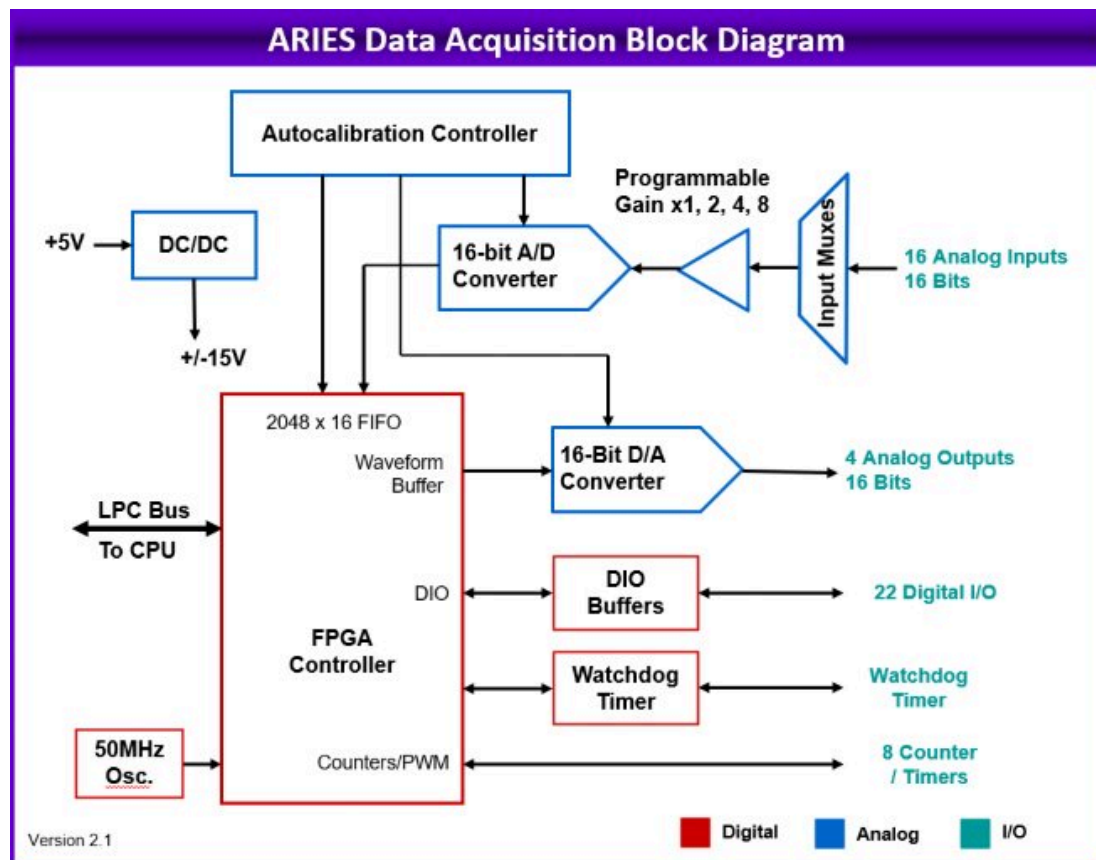 ARIES Data Acquisition Block Diagram
Autocalibration Controller
Programmable
Gain x1, 2, 4, 8
Input Muxes
+5V
DC/DC
16-bit A/D
Converter
16 Analog Inputs
16 Bits
+/-15V
2048 x 16 FIFO
Waveform
Buffer
16-Bit D/A
Converter
4 Analog Outputs
16 Bits
LPC Bus
To CPU
DIO
DIO
Buffers
22 Digital I/O
FPGA
Controller
Watchdog
Timer
Watchdog
Timer
50MHz
Osc.
Counters/PWM
8 Counter
/ Timers
Version 2.1
Digital
Analog
I/O